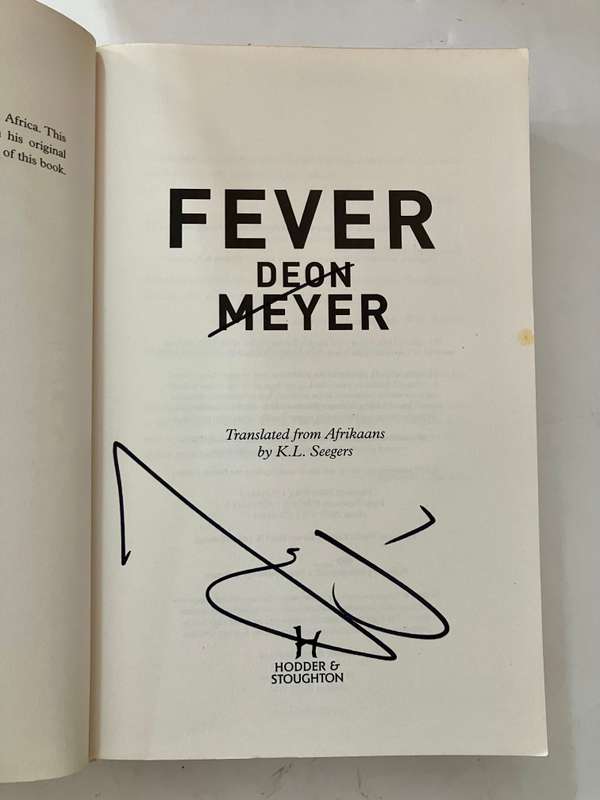 Africa. This
his original
of this book.
FEVER
DEON
MEYER
Translated from Afrikaans
by K.L. Seegers
HODDER &
STOUGHTON